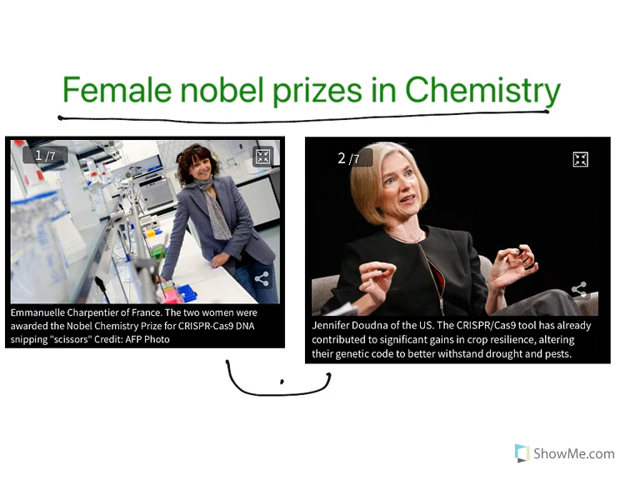 Female nobel prizes in Chemistry
1/7
Emmanuelle Charpentier of France. The two women were
awarded the Nobel Chemistry Prize for CRISPR-Cas9 DNA
snipping "scissors" Credit: AFP Photo
2/7
Jennifer Doudna of the US. The CRISPR/Cas9 tool has already
contributed to significant gains in crop resilience, altering
their genetic code to better withstand drought and pests.
ShowMe.com